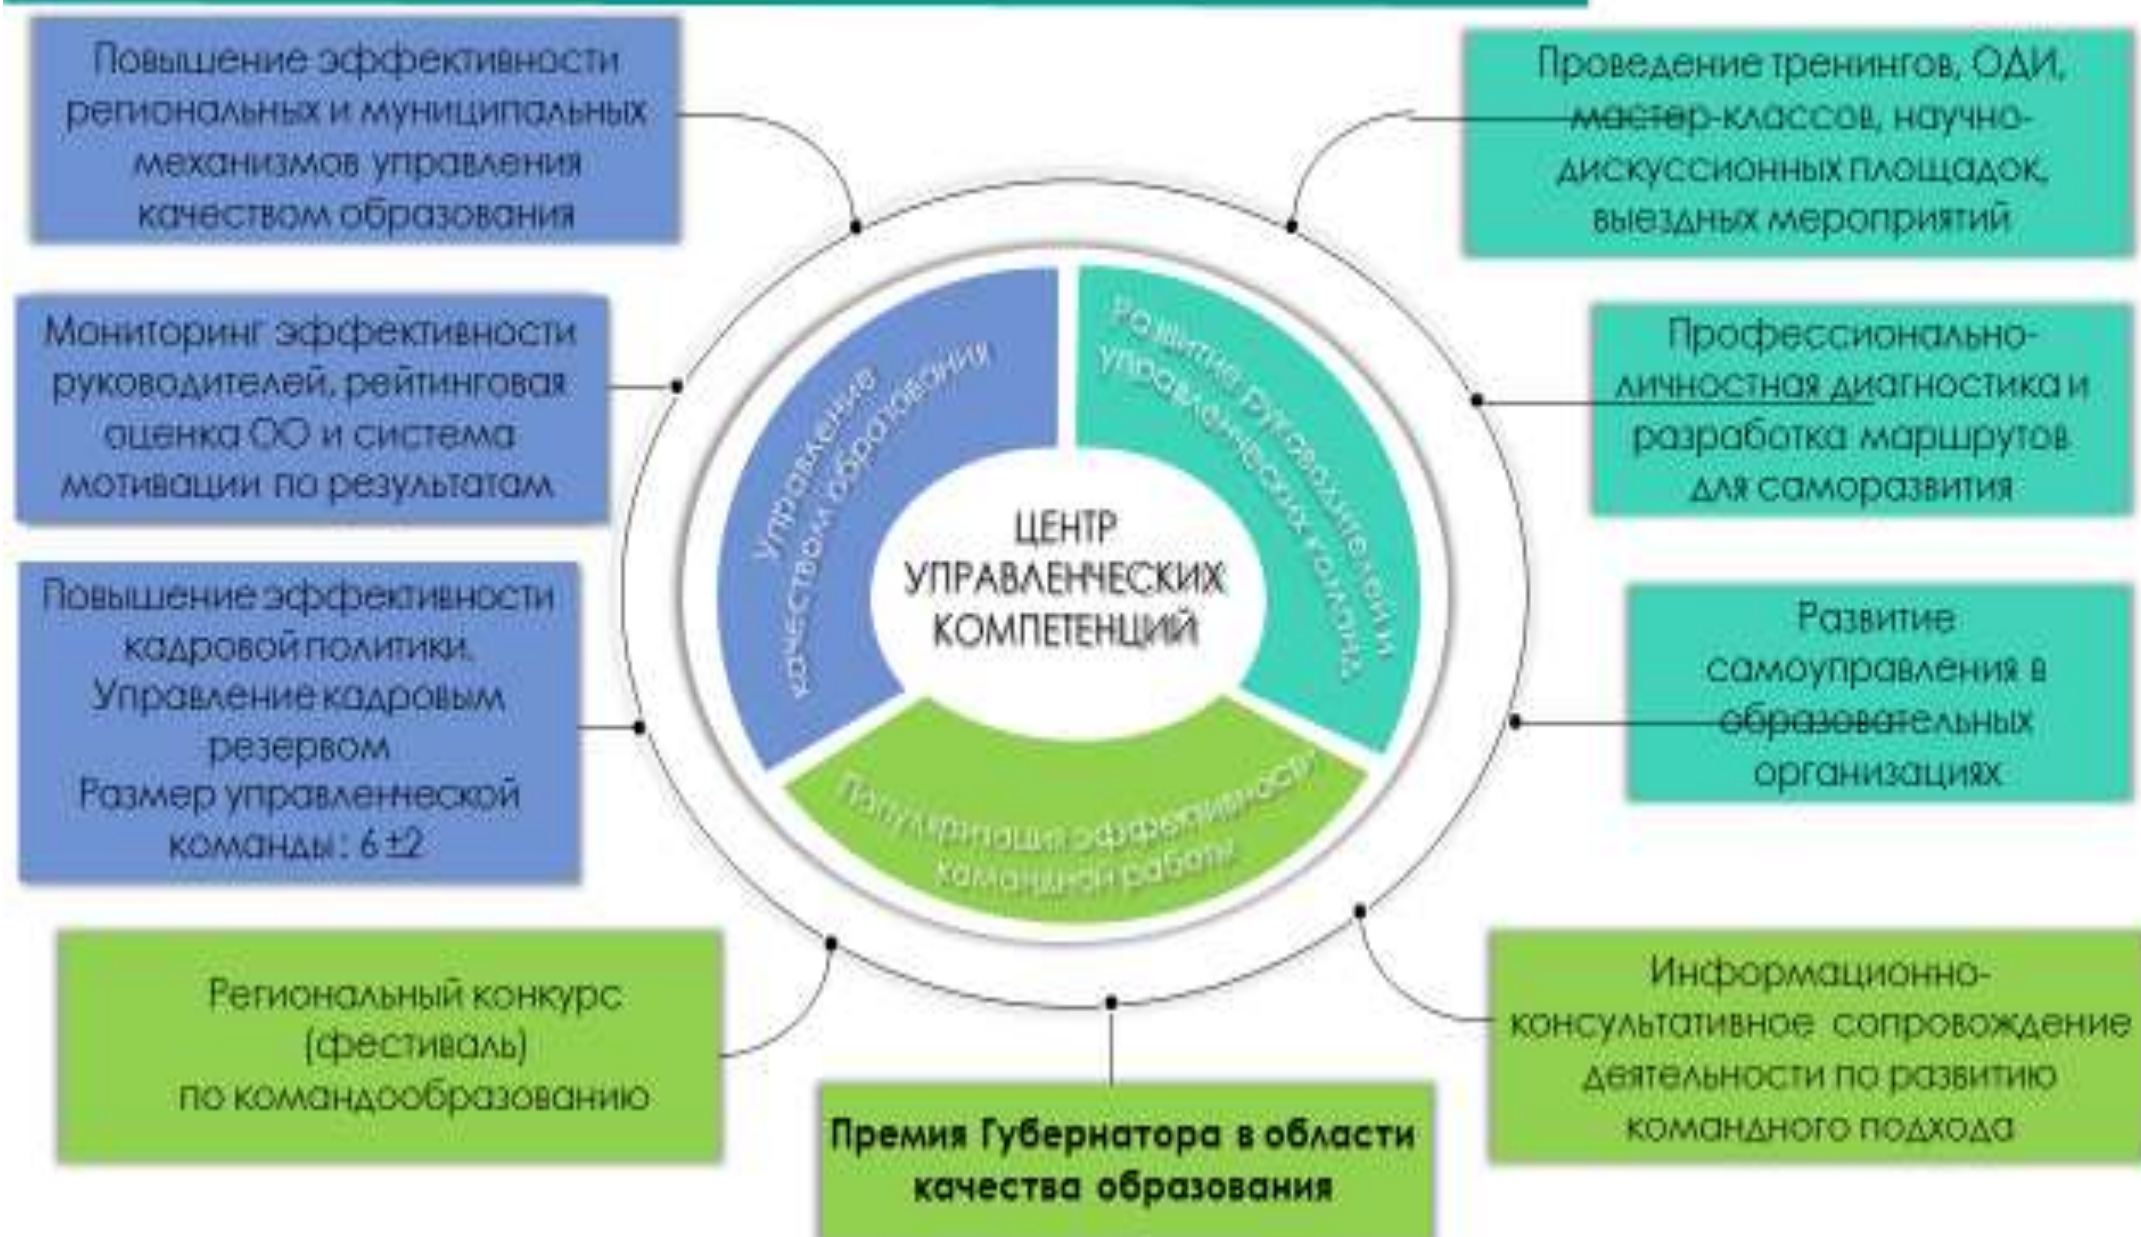 Повышение эффективности
региональных и муниципальных
механизмов управления
качеством образования
Мониторинг эффективности
руководителей, рейтинговая
оценка ОО и система
мотивации по результатам
Повышение эффективности
кадровой политики.
Управление кадровым
резервом
Размер управленческой
команды: 6 ±2
Региональный конкурс
(фестиваль)
по командообразованию
Управление
качеством образования
Развитие руководителей и
управленческих команд
ЦЕНТР
УПРАВЛЕНЧЕСКИХ
КОМПЕТЕНЦИЙ
Популяризация эффективности
командной работы
Премия Губернатора в области
качества образования
Проведение тренингов, ОДИ,
мастер-классов, научно-
дискуссионных площадок,
выездных мероприятий
Профессионально-
личностная диагностика и
разработка маршрутов
для саморазвития
Развитие
самоуправления в
образовательных
организациях
Информационно-
консультативное сопровождение
деятельности по развитию
командного подхода